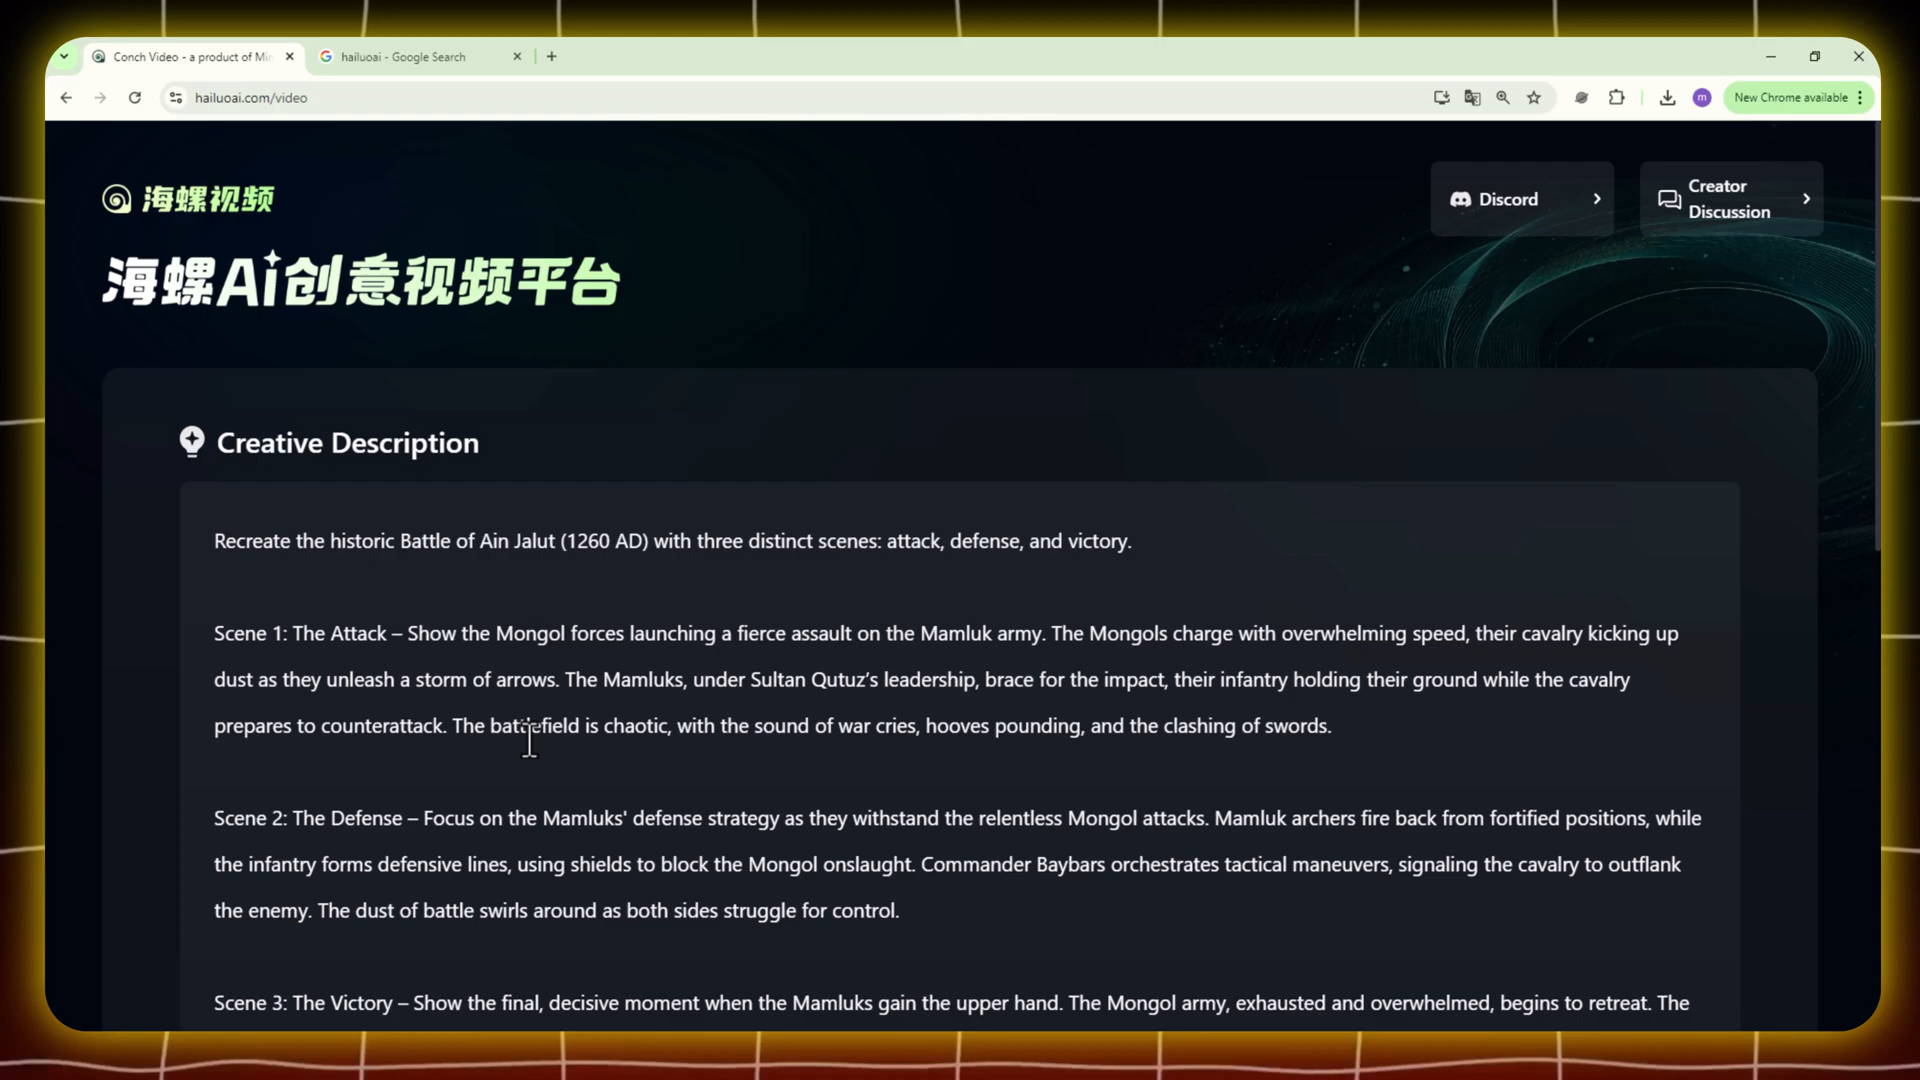 Conch Video - a product of Min
hailuoai - Google Search
hailuoai.com/video
m
New Chrome available
海螺视频
Discord
Creator
Discussion
海螺Ai创意视频平台
Creative Description
Recreate the historic Battle of Ain Jalut (1260 AD) with three distinct scenes: attack, defense, and victory.
Scene 1: The Attack – Show the Mongol forces launching a fierce assault on the Mamluk army. The Mongols charge with overwhelming speed, their cavalry kicking up
dust as they unleash a storm of arrows. The Mamluks, under Sultan Qutuz’s leadership, brace for the impact, their infantry holding their ground while the cavalry
prepares to counterattack. The battlefield is chaotic, with the sound of war cries, hooves pounding, and the clashing of swords.
Scene 2: The Defense – Focus on the Mamluks' defense strategy as they withstand the relentless Mongol attacks. Mamluk archers fire back from fortified positions, while
the infantry forms defensive lines, using shields to block the Mongol onslaught. Commander Baybars orchestrates tactical maneuvers, signaling the cavalry to outflank
the enemy. The dust of battle swirls around as both sides struggle for control.
Scene 3: The Victory – Show the final, decisive moment when the Mamluks gain the upper hand. The Mongol army, exhausted and overwhelmed, begins to retreat. The